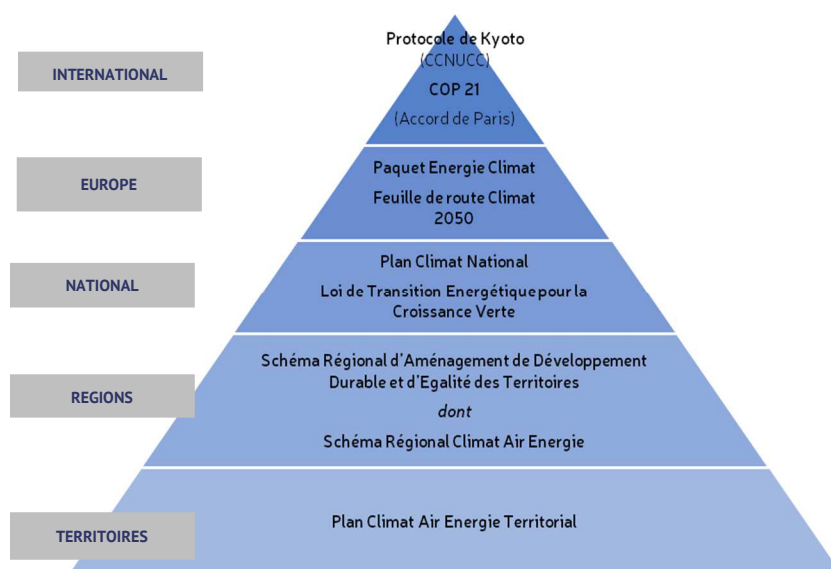 INTERNATIONAL
Protocole de Kyoto
(CCNUCC)
COP 21
(Accord de Paris)
EUROPE
Paquet Energie Climat
Feuille de route Climat
2050
NATIONAL
Plan Climat National
Loi de Transition Energétique pour la
Croissance Verte
REGIONS
Schéma Régional d'Aménagement de Développement
Durable et d'Egalité des Territoires
dont
Schéma Régional Climat Air Energie
TERRITOIRES
Plan Climat Air Energie Territorial